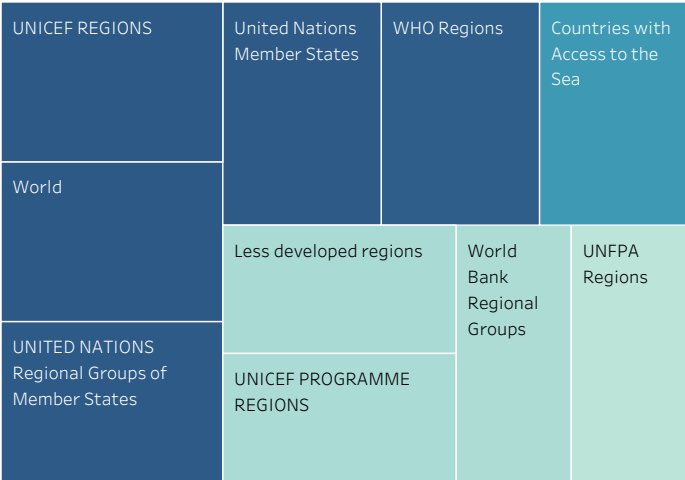 UNICEF REGIONS
World
UNITED NATIONS
Regional Groups of
Member States
United Nations
Member States
WHO Regions
Countries with
Access to the
Sea
Less developed regions
UNICEF PROGRAMME
REGIONS
World
Bank
Regional
Groups
UNFPA
Regions